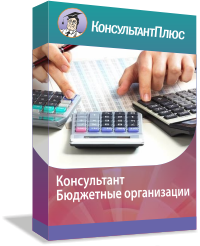 КонсультантПлюс
Консультант
Бюджетные организации